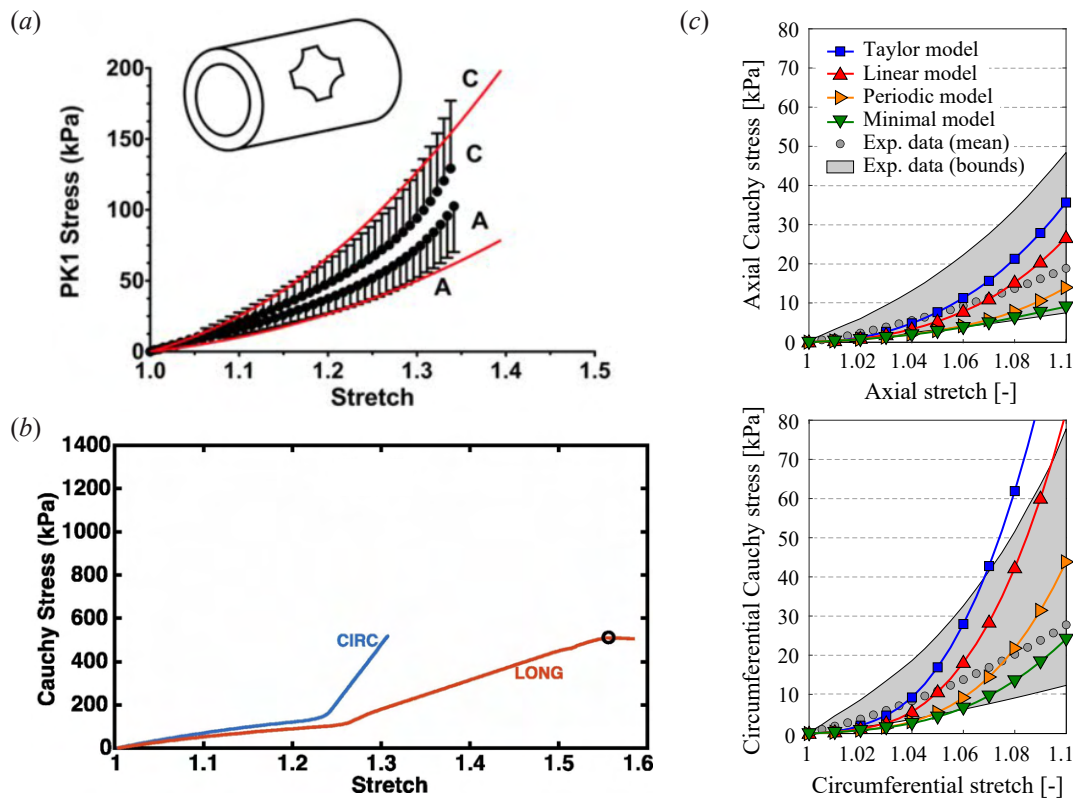 (a)
PK1 Stress (kPa)
200
150
100
50
0
C
C
A
A
1.0 1.1 1.2 1.3 1.4 1.5
Stretch
(b)
Cauchy Stress (kPa)
1400
1200
1000
800
600
400
200
0
CIRC
LONG
1 1.1 1.2 1.3 1.4 1.5 1.6
Stretch
(c)
Axial Cauchy stress [kPa]
80
70
60
50
40
30
20
10
0
Taylor model
Linear model
Periodic model
Minimal model
Exp. data (mean)
Exp. data (bounds)
1 1.02 1.04 1.06 1.08 1.1
Axial stretch [-]
Circumferential Cauchy stress [kPa]
80
70
60
50
40
30
20
10
0
1 1.02 1.04 1.06 1.08 1.1
Circumferential stretch [-]